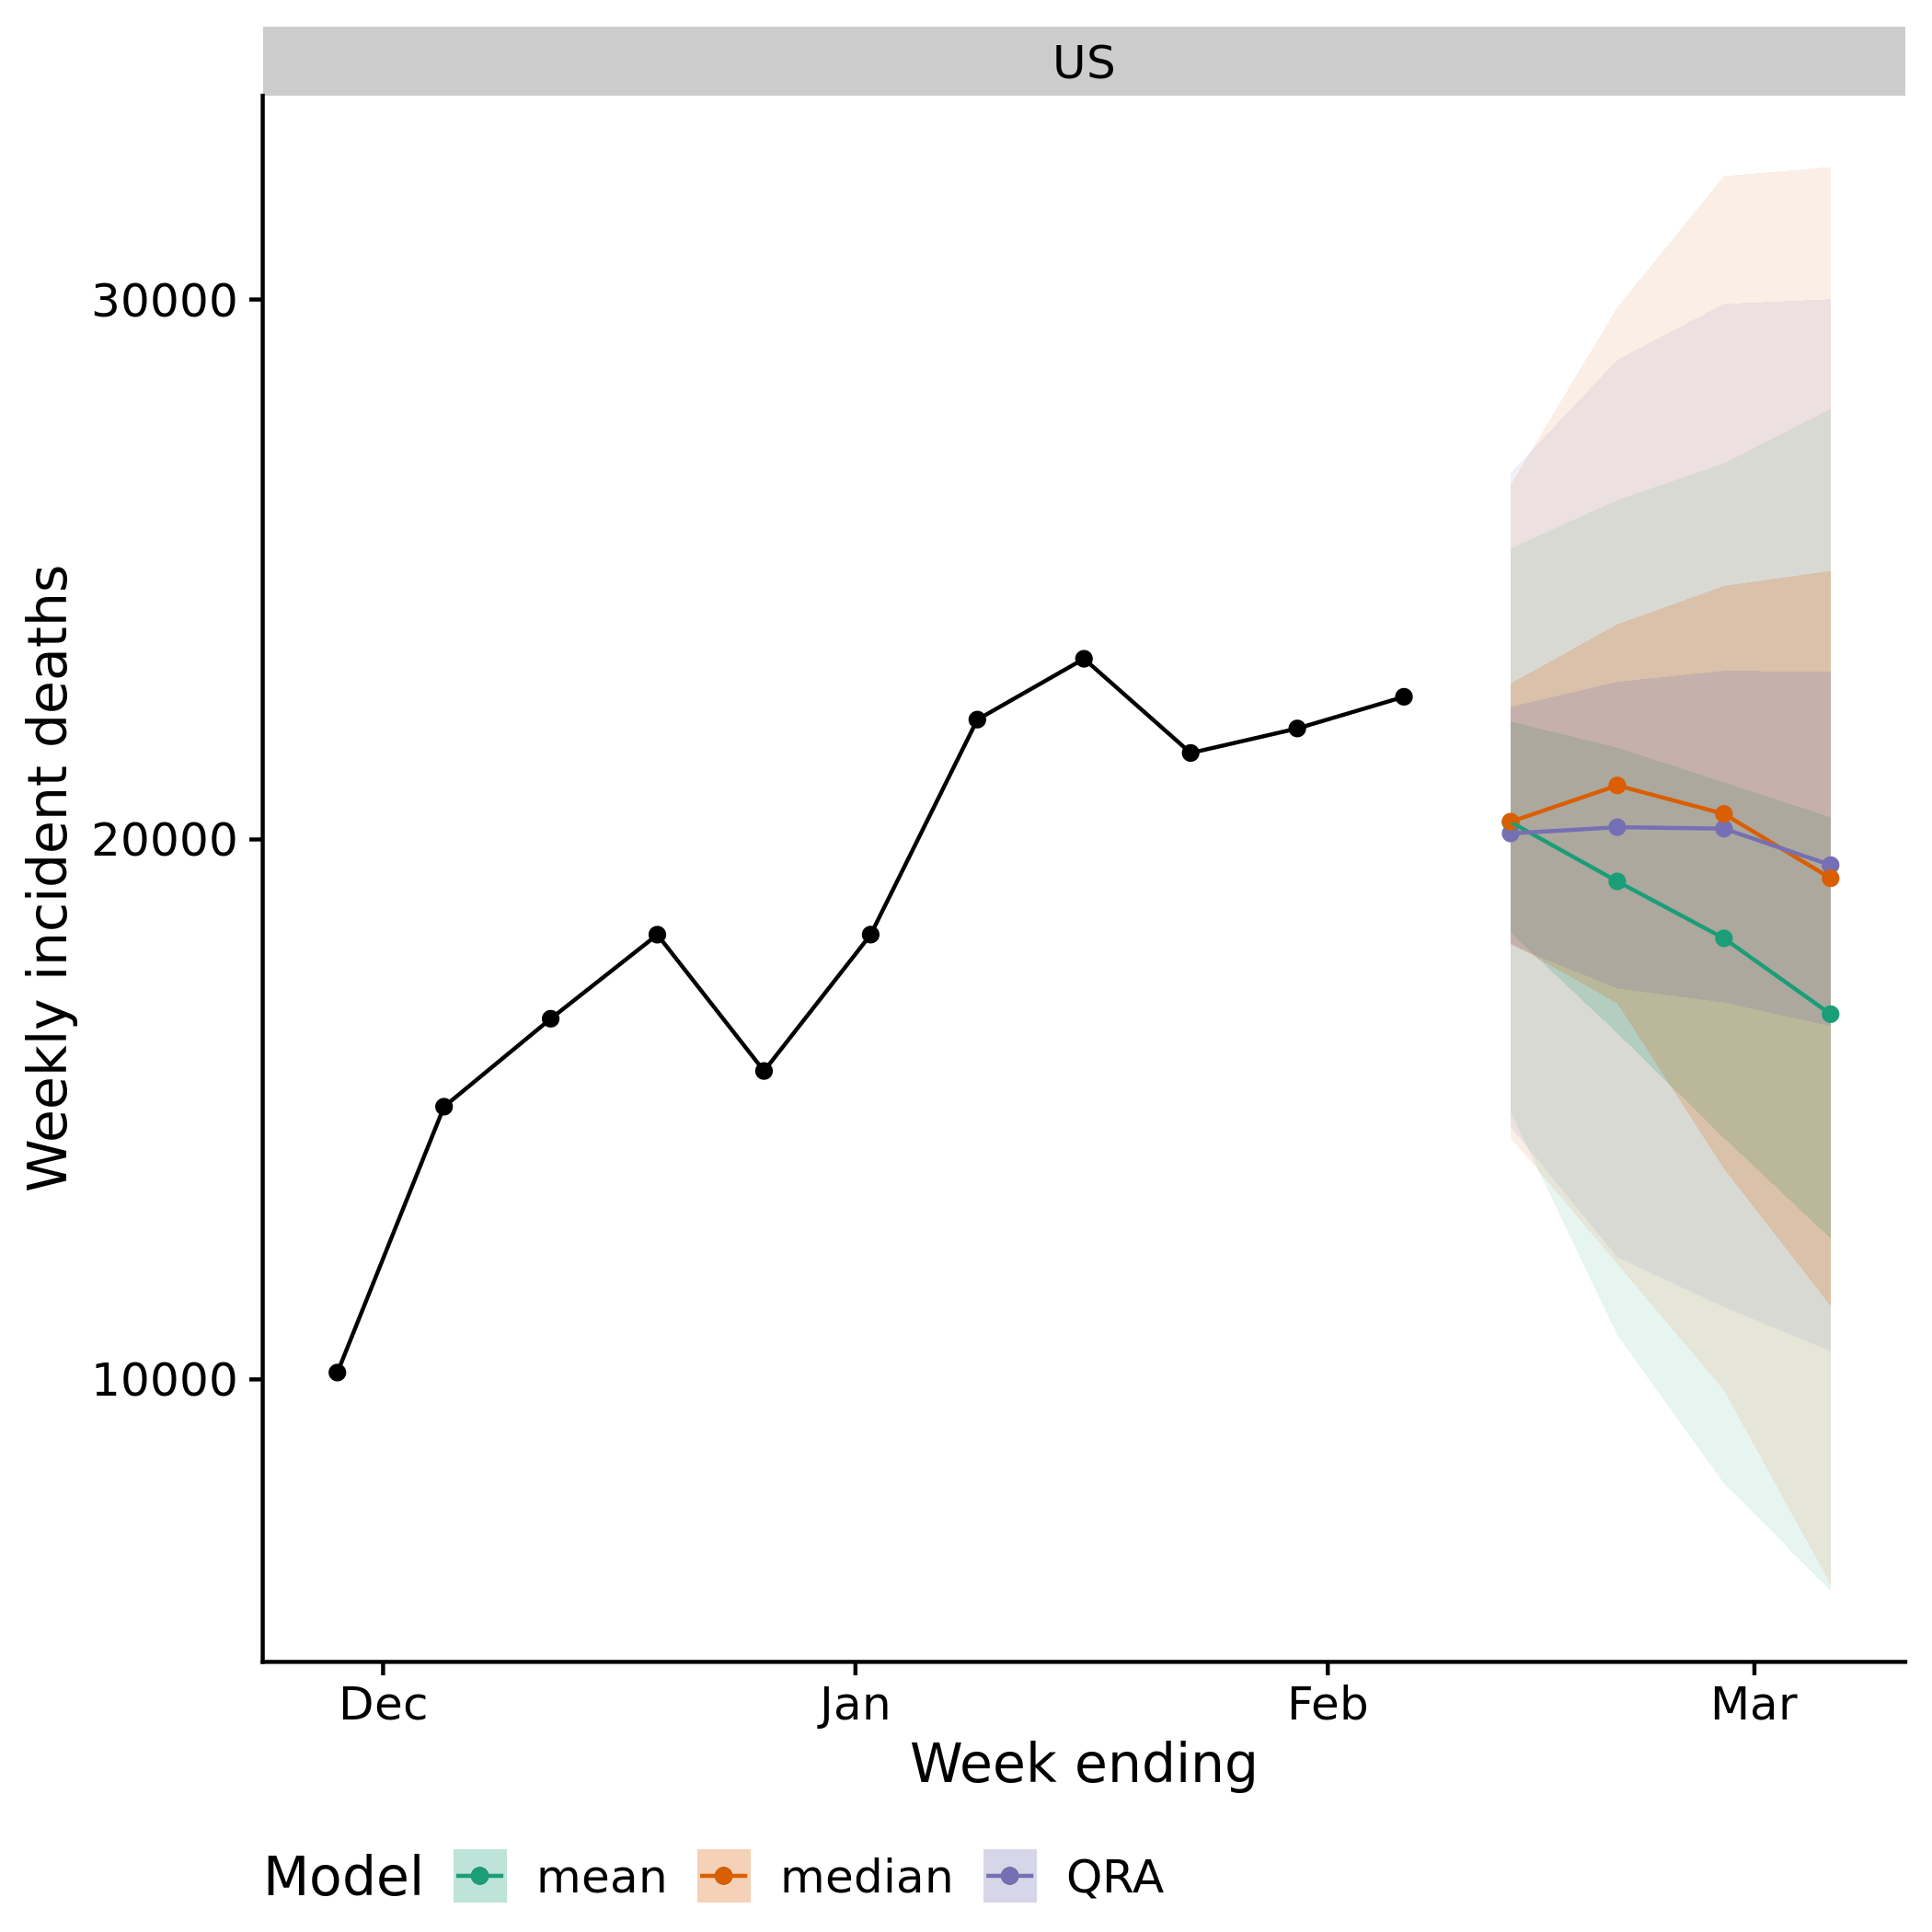 US
Weekly incident deaths
30000
20000
10000
Dec Jan Feb Mar
Week ending
Model mean median QRA